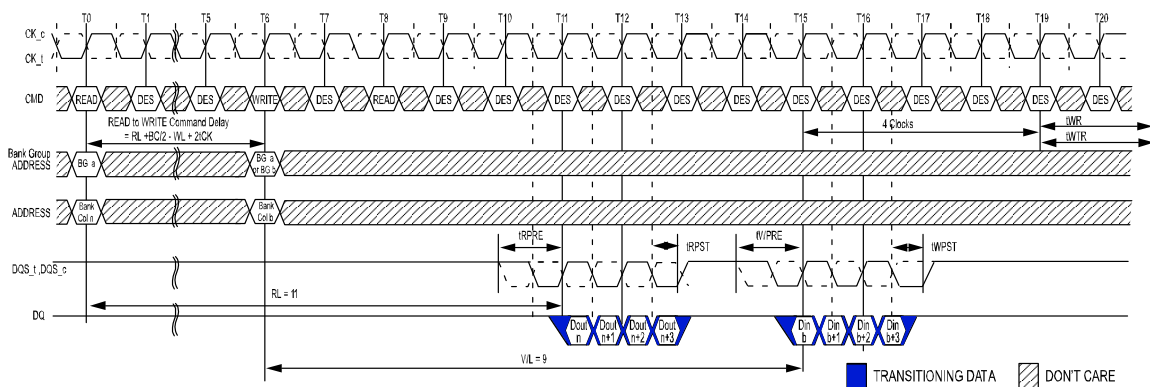 T0 T1 T5 T6 T7 T8 T9 T10 T11 T12 T13 T14 T15 T16 T17 T18 T19 T20
CK_c
CK_t
CMD READ DES DES WRITE DES READ DES DES DES DES DES DES DES DES DES DES DES DES
READ to WRITE Command Delay
= RL +BC/2 - WL + 2tCK
4 Clocks
tWR
tWTR
Bank Group
ADDRESS
BG a
BG a
or BG b
ADDRESS
Bank
Col n
Bank
Col b
tRPRE tRPST tWPRE tWPST
DQS_t ,DQS_c
RL = 11
DQ
Dout
n
Dout
n+1
Dout
n+2
Dout
n+3
Din
b
Din
b+1
Din
b+2
Din
b+3
WL = 9
TRANSITIONING DATA
DON'T CARE